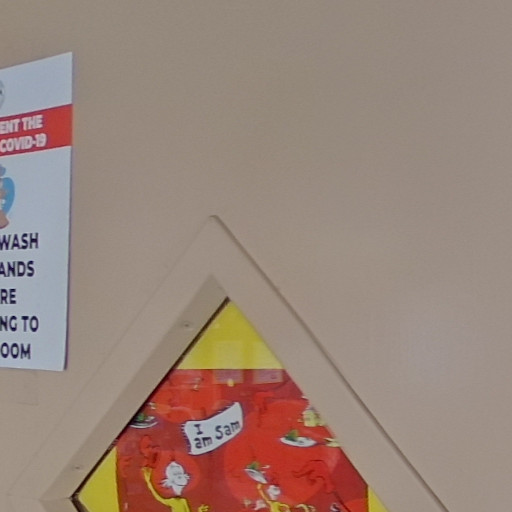 ENT THE
COVID-19
WASH
ANDS
RE
NG TO
OOM
I
am Sam